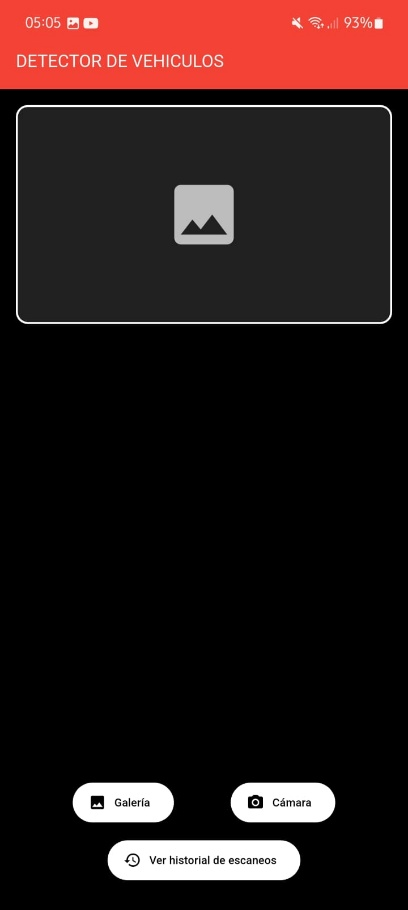 05:05 93%
DETECTOR DE VEHICULOS
Galería Cámara
Ver historial de escaneos